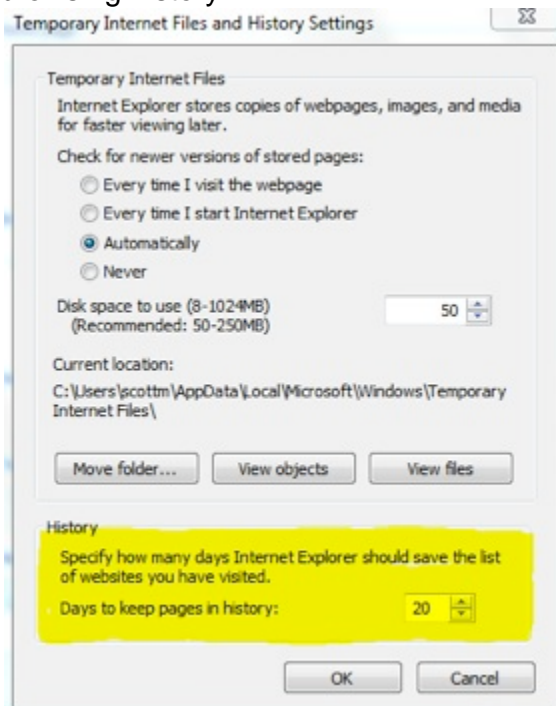 Temporary Internet Files and History Settings
Temporary Internet Files
Internet Explorer stores copies of webpages, images, and media
for faster viewing later.
Check for newer versions of stored pages:
Every time I visit the webpage
Every time I start Internet Explorer
Automatically
Never
Disk space to use (8-1024MB) 50
(Recommended: 50-250MB)
Current location:
C:\Users\scottm\AppData\Local\Microsoft\Windows\Temporary
Internet Files\
Move folder... View objects View files
History
Specify how many days Internet Explorer should save the list
of websites you have visited.
Days to keep pages in history: 20
OK Cancel